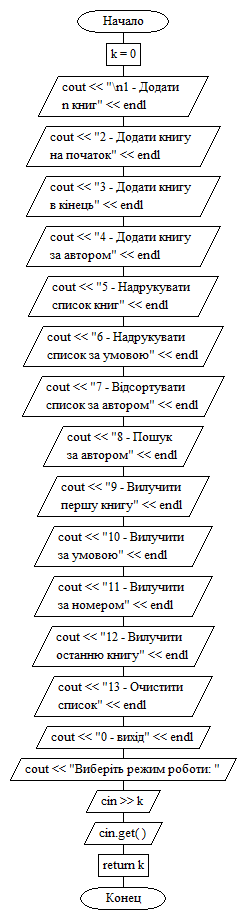 Начало
k = 0
cout << "\n1 - Додати
n книг" << endl
cout << "2 - Додати книгу
на початок" << endl
cout << "3 - Додати книгу
в кінець" << endl
cout << "4 - Додати книгу
за автором" << endl
cout << "5 - Надрукувати
список книг" << endl
cout << "6 - Надрукувати
список за умовою" << endl
cout << "7 - Відсортувати
список за автором" << endl
cout << "8 - Пошук
за автором" << endl
cout << "9 - Вилучити
першу книгу" << endl
cout << "10 - Вилучити
за умовою" << endl
cout << "11 - Вилучити
за номером" << endl
cout << "12 - Вилучити
останню книгу" << endl
cout << "13 - Очистити
список" << endl
cout << "0 - вихід" << endl
cout << "Виберіть режим роботи: "
cin >> k
cin.get( )
return k
Конец